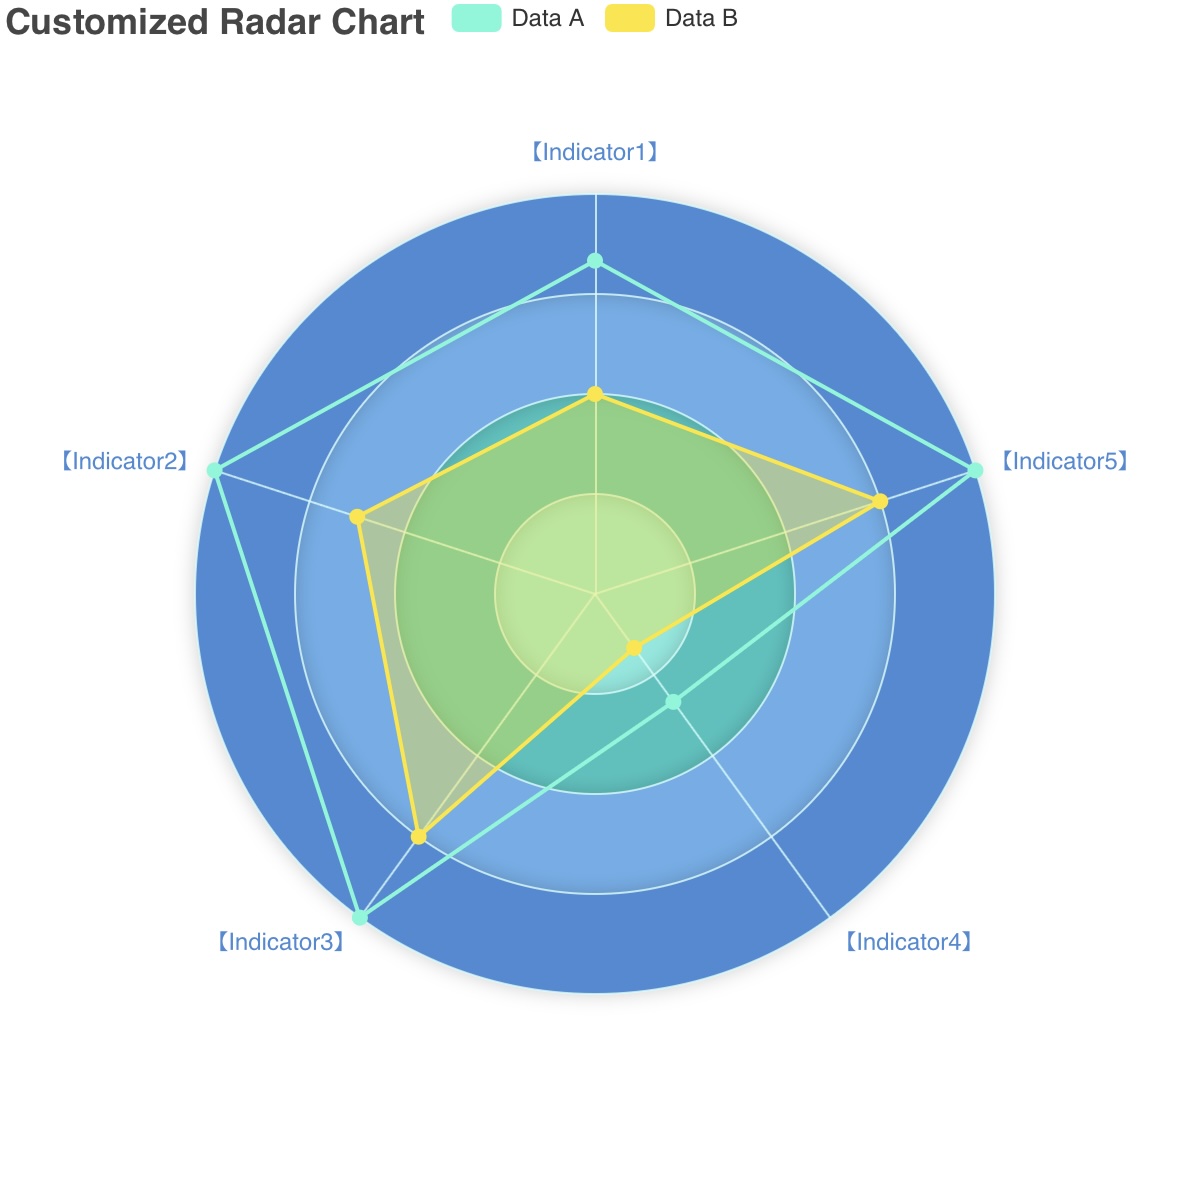 Customized Radar Chart
Data A
Data B
【Indicator1】
【Indicator2】
【Indicator5】
【Indicator3】
【Indicator4】